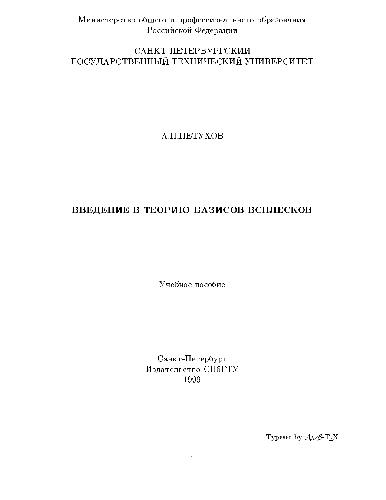 Министерство общего и профессионального образования
Российской Федерации
САНКТ-ПЕТЕРБУРГСКИЙ
ГОСУДАРСТВЕННЫЙ ТЕХНИЧЕСКИЙ УНИВЕРСИТЕТ
А.П.ПЕТУХОВ
ВВЕДЕНИЕ В ТЕОРИЮ БАЗИСОВ ВСПЛЕСКОВ
Учебное пособие
Санкт-Петербург
Издательство СПбГТУ
1999
Typeset by AMS-TEX